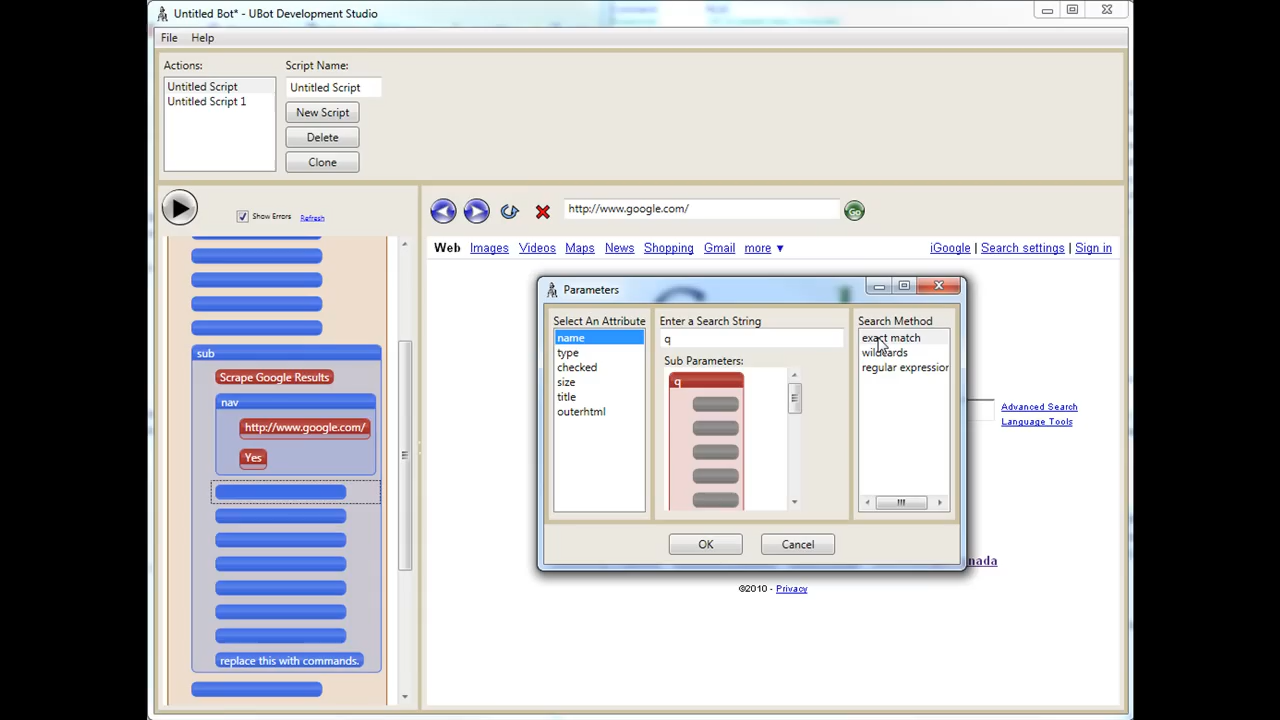 Untitled Bot* - UBot Development Studio
File Help
Actions:
Untitled Script
Untitled Script 1
Script Name:
Untitled Script
New Script
Delete
Clone
Show Errors Refresh
http://www.google.com/
Go
sub
Scrape Google Results
nav
http://www.google.com/
Yes
replace this with commands.
Web Images Videos Maps News Shopping Gmail more ▼ iGoogle | Search settings | Sign in
Parameters
Select An Attribute
name
type
checked
size
title
outerhtml
Enter a Search String
q
Sub Parameters:
q
Search Method
exact match
wildcards
regular expression
OK Cancel
Advanced Search
Language Tools
nada
©2010 - Privacy